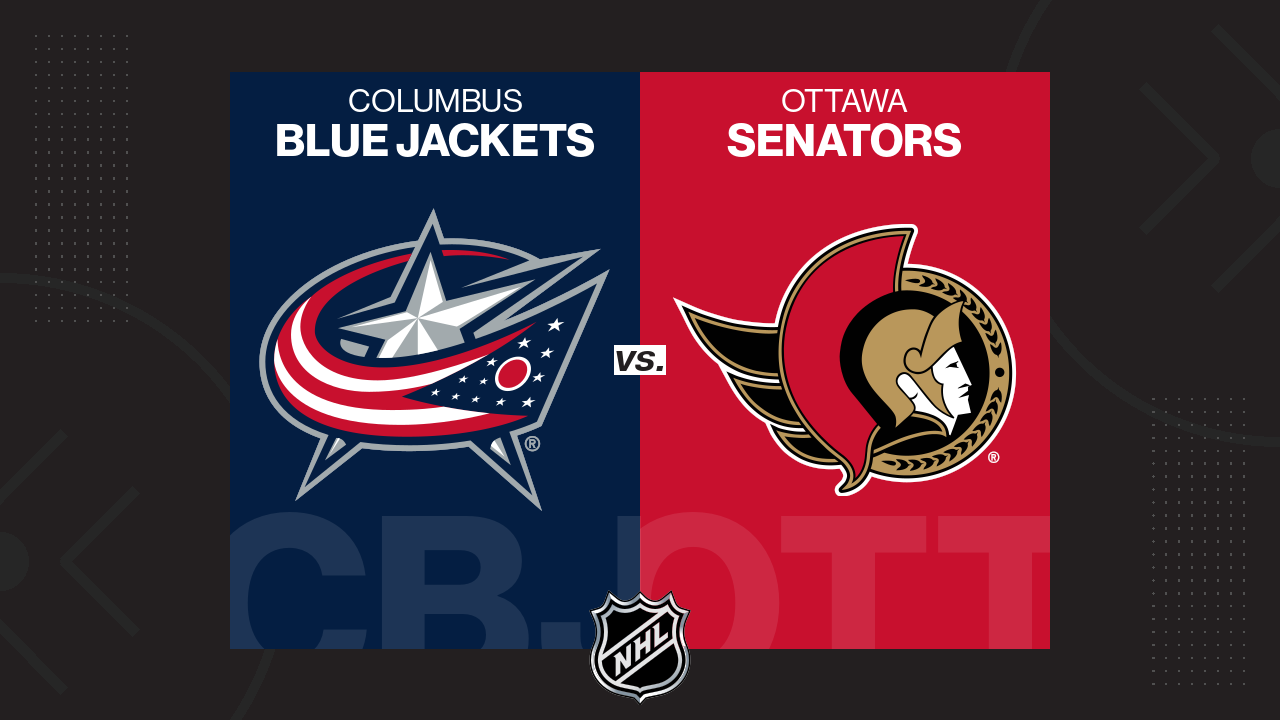 COLUMBUS
BLUE JACKETS
OTTAWA
SENATORS
vs.
®
®
CBJ
OTT
NHL